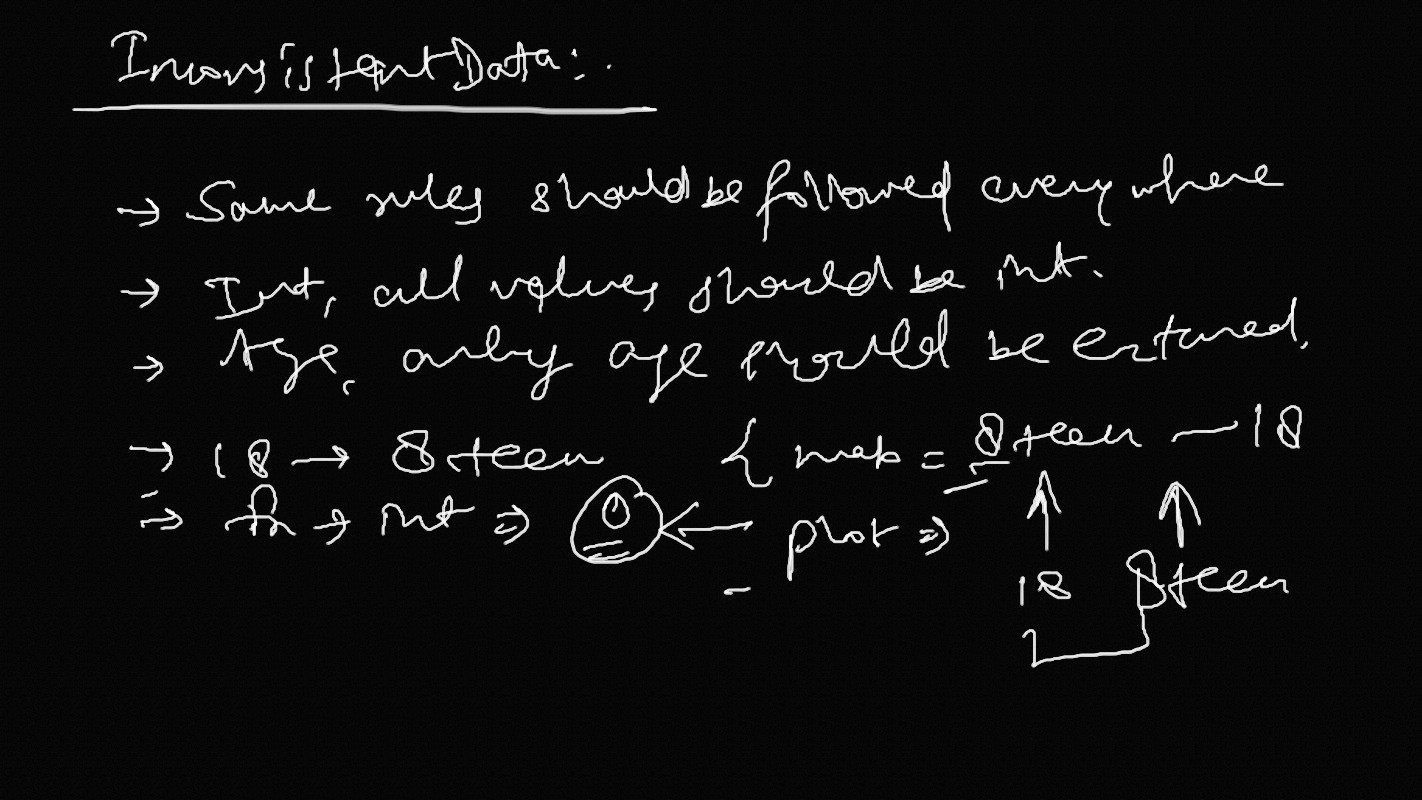 Inconsistent Data:.
→ Same rules should be followed everywhere
→ Int, all values should be int.
→ Age, only age should be entered.
→ 18 → 8teen { map = 8teen — 18
⇒ → int ⇒ 0 ← plot ⇒
18 8teen